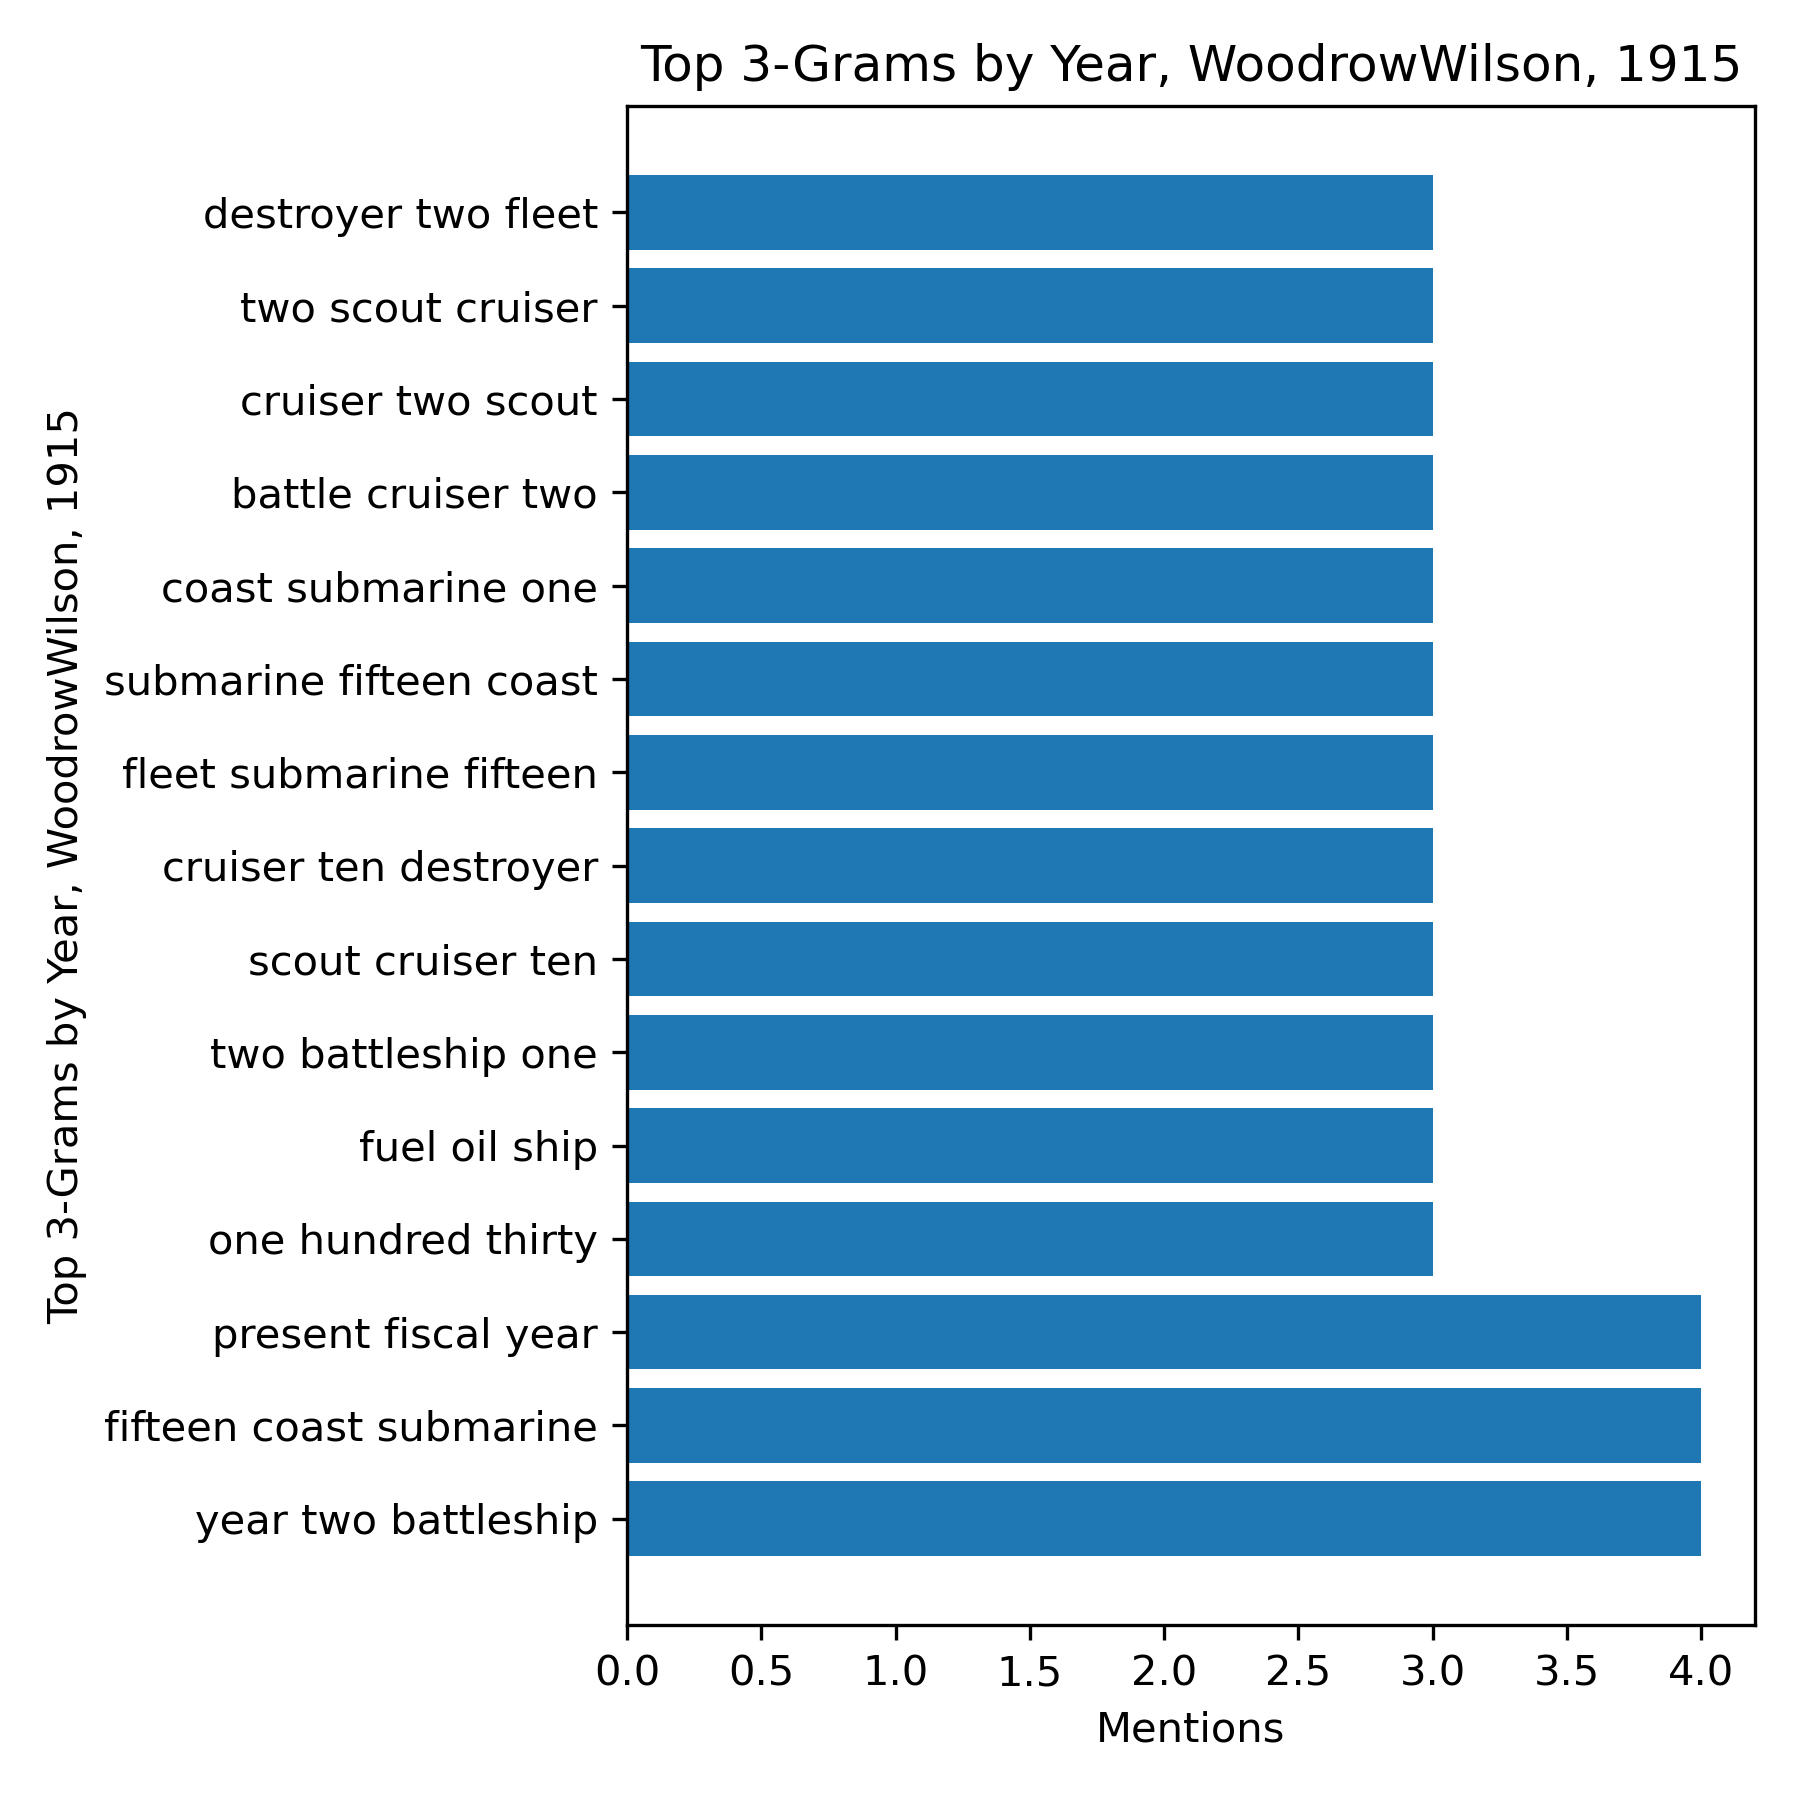 Top 3-Grams by Year, WoodrowWilson, 1915
Top 3-Grams by Year, WoodrowWilson, 1915
destroyer two fleet
two scout cruiser
cruiser two scout
battle cruiser two
coast submarine one
submarine fifteen coast
fleet submarine fifteen
cruiser ten destroyer
scout cruiser ten
two battleship one
fuel oil ship
one hundred thirty
present fiscal year
fifteen coast submarine
year two battleship
0.0 0.5 1.0 1.5 2.0 2.5 3.0 3.5 4.0
Mentions